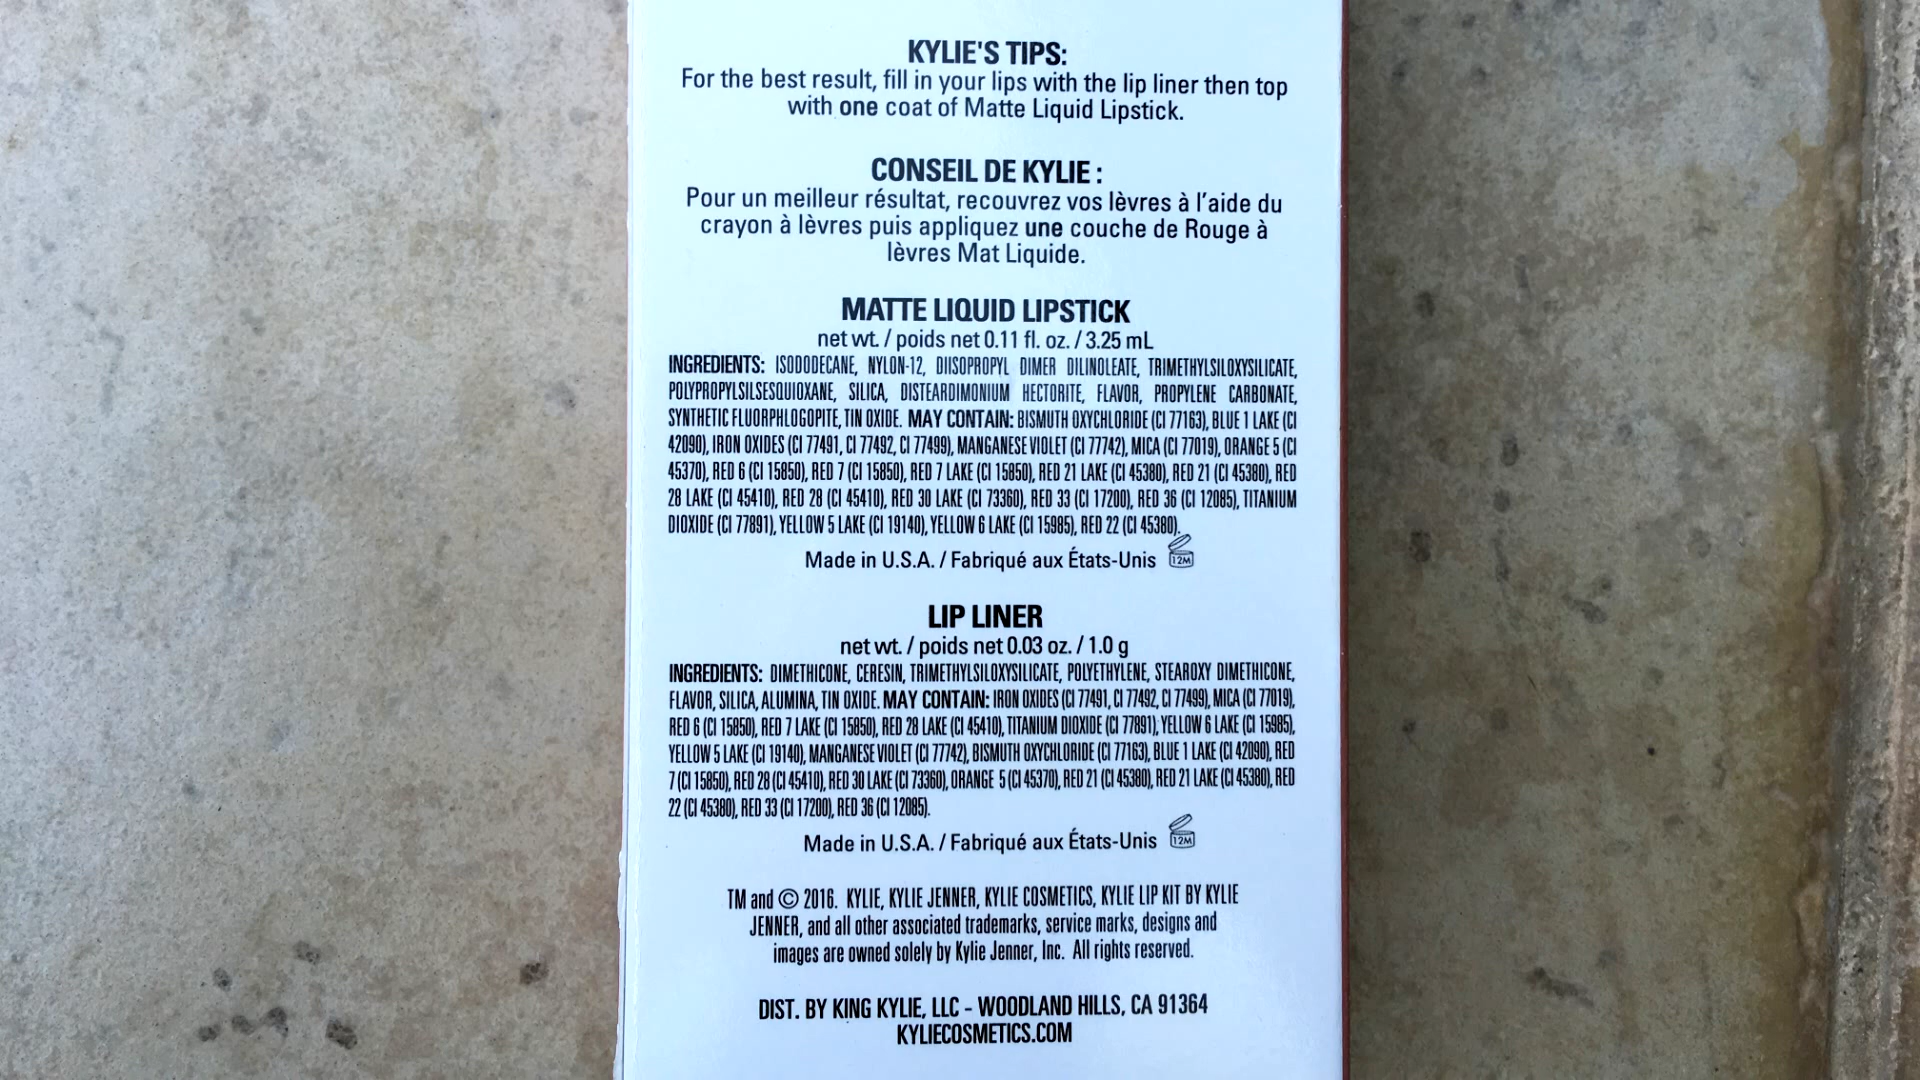 KYLIE'S TIPS:
For the best result, fill in your lips with the lip liner then top
with one coat of Matte Liquid Lipstick.
CONSEIL DE KYLIE :
Pour un meilleur résultat, recouvrez vos lèvres à l'aide du
crayon à lèvres puis appliquez une couche de Rouge à
lèvres Mat Liquide.
MATTE LIQUID LIPSTICK
net wt. / poids net 0.11 fl. oz. / 3.25 mL
INGREDIENTS: ISODODECANE, NYLON-12, DIISOPROPYL DIMER DILINOLEATE, TRIMETHYLSILOXYSILICATE,
POLYPROPYLSILSESQUIOXANE, SILICA, DISTEARDIMONIUM HECTORITE, FLAVOR, PROPYLENE CARBONATE,
SYNTHETIC FLUORPHLOGOPITE, TIN OXIDE. MAY CONTAIN: BISMUTH OXYCHLORIDE (CI 77163), BLUE 1 LAKE (CI
42090), IRON OXIDES (CI 77491, CI 77492, CI 77499), MANGANESE VIOLET (CI 77742), MICA (CI 77019), ORANGE 5 (CI
45370), RED 6 (CI 15850), RED 7 (CI 15850), RED 7 LAKE (CI 15850), RED 21 LAKE (CI 45380), RED 21 (CI 45380), RED
28 LAKE (CI 45410), RED 28 (CI 45410), RED 30 LAKE (CI 73360), RED 33 (CI 17200), RED 36 (CI 12085), TITANIUM
DIOXIDE (CI 77891), YELLOW 5 LAKE (CI 19140), YELLOW 6 LAKE (CI 15985), RED 22 (CI 45380).
Made in U.S.A. / Fabriqué aux États-Unis 12M
LIP LINER
net wt. / poids net 0.03 oz. / 1.0 g
INGREDIENTS: DIMETHICONE, CERESIN, TRIMETHYLSILOXYSILICATE, POLYETHYLENE, STEAROXY DIMETHICONE,
FLAVOR, SILICA, ALUMINA, TIN OXIDE. MAY CONTAIN: IRON OXIDES (CI 77491, CI 77492, CI 77499), MICA (CI 77019),
RED 6 (CI 15850), RED 7 LAKE (CI 15850), RED 28 LAKE (CI 45410), TITANIUM DIOXIDE (CI 77891), YELLOW 6 LAKE (CI 15985),
YELLOW 5 LAKE (CI 19140), MANGANESE VIOLET (CI 77742), BISMUTH OXYCHLORIDE (CI 77163), BLUE 1 LAKE (CI 42090), RED
7 (CI 15850), RED 28 (CI 45410), RED 30 LAKE (CI 73360), ORANGE 5 (CI 45370), RED 21 (CI 45380), RED 21 LAKE (CI 45380), RED
22 (CI 45380), RED 33 (CI 17200), RED 36 (CI 12085).
Made in U.S.A. / Fabriqué aux États-Unis 12M
TM and © 2016. KYLIE, KYLIE JENNER, KYLIE COSMETICS, KYLIE LIP KIT BY KYLIE
JENNER, and all other associated trademarks, service marks, designs and
images are owned solely by Kylie Jenner, Inc. All rights reserved.
DIST. BY KING KYLIE, LLC - WOODLAND HILLS, CA 91364
KYLIECOSMETICS.COM